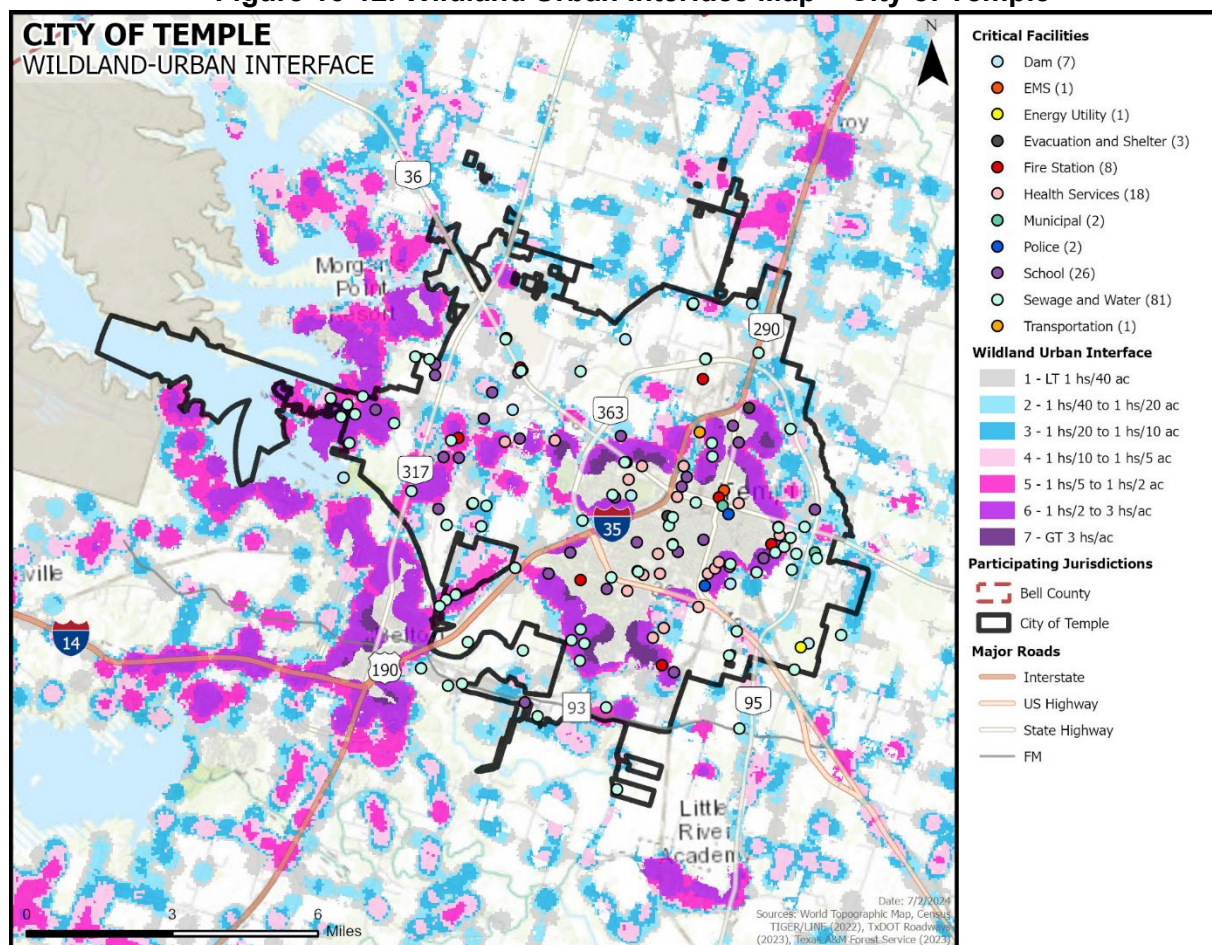 Figure 16-12. Wildland Urban Interface Map – City of Temple
CITY OF TEMPLE
WILDLAND-URBAN INTERFACE
N
36
Morgan
Point
Resort
290
363
317
35
14
Belton
190
93
95
Little
River
Academy
0 3 6
Miles
Date: 7/2/2024
Sources: World Topographic Map, Census
TIGER/LINE (2022), TxDOT Roadways
(2023), Texas A&M Forest Service (2023)
Critical Facilities
Dam (7)
EMS (1)
Energy Utility (1)
Evacuation and Shelter (3)
Fire Station (8)
Health Services (18)
Municipal (2)
Police (2)
School (26)
Sewage and Water (81)
Transportation (1)
Wildland Urban Interface
1 - LT 1 hs/40 ac
2 - 1 hs/40 to 1 hs/20 ac
3 - 1 hs/20 to 1 hs/10 ac
4 - 1 hs/10 to 1 hs/5 ac
5 - 1 hs/5 to 1 hs/2 ac
6 - 1 hs/2 to 3 hs/ac
7 - GT 3 hs/ac
Participating Jurisdictions
Bell County
City of Temple
Major Roads
Interstate
US Highway
State Highway
FM